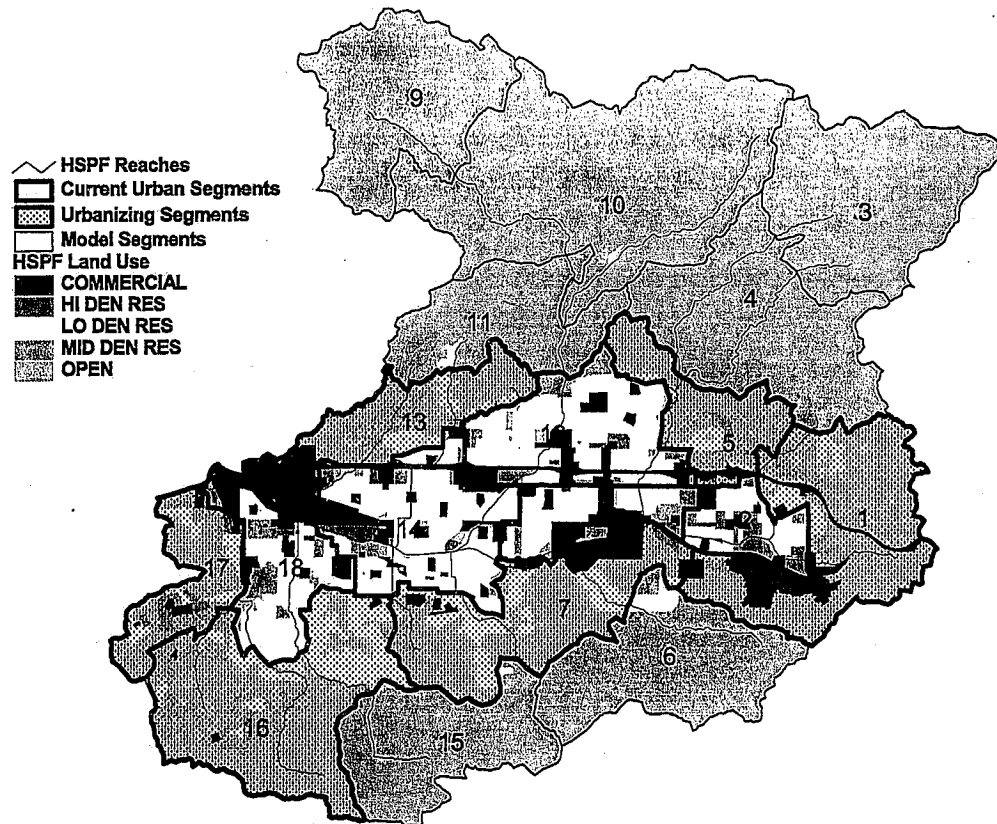 HSPF Reaches
Current Urban Segments
Urbanizing Segments
Model Segments
HSPF Land Use
COMMERCIAL
HI DEN RES
LO DEN RES
MID DEN RES
OPEN
9
10
3
4
11
13
5
2
1
14
17
18
7
6
16
15